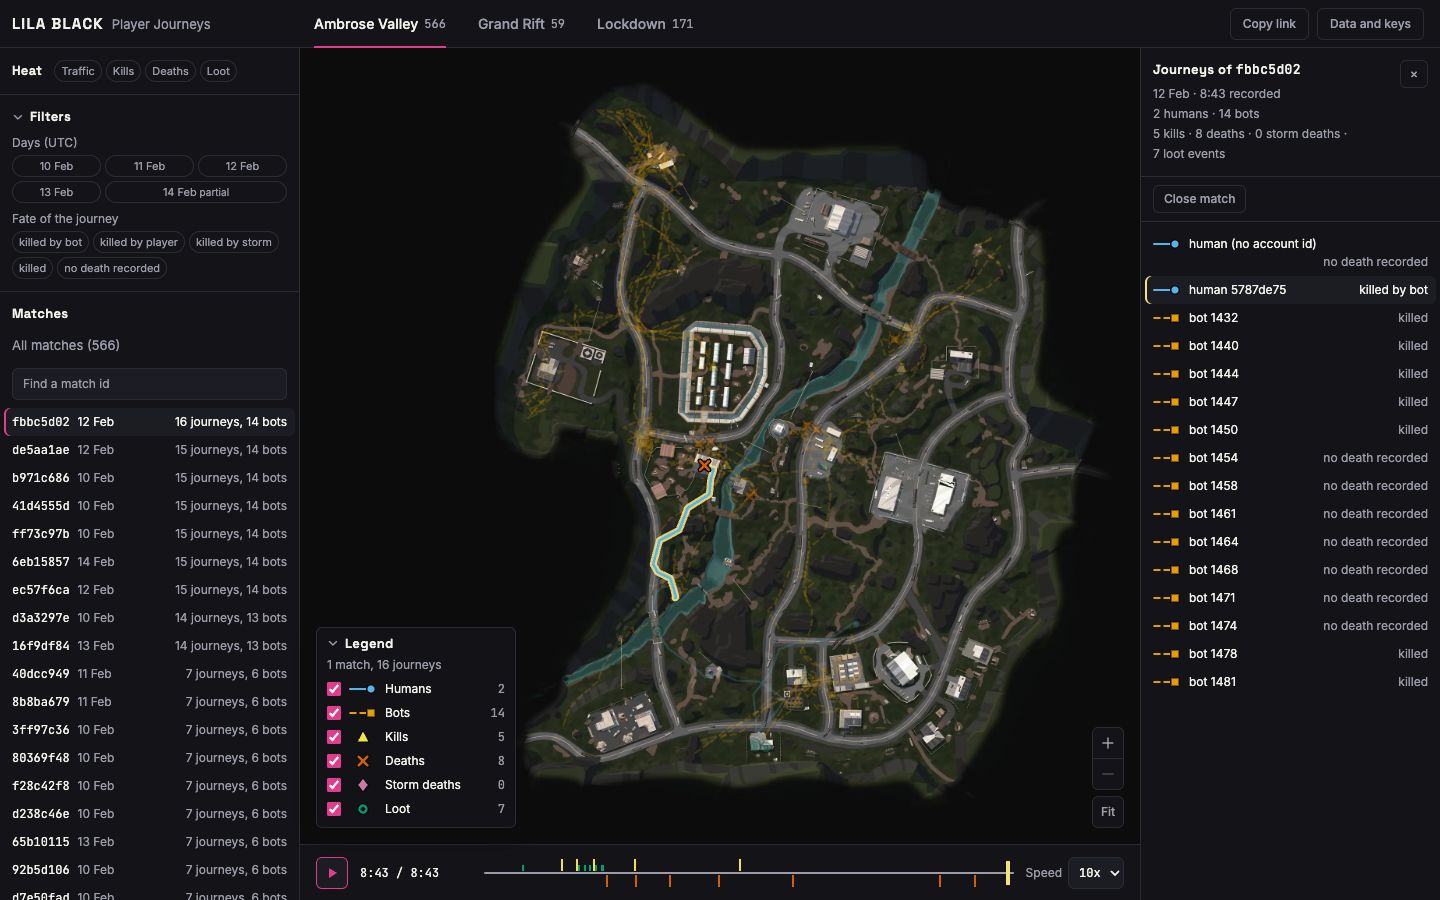 LILA BLACK Player Journeys
Ambrose Valley 566 Grand Rift 59 Lockdown 171
Copy link Data and keys
Heat Traffic Kills Deaths Loot
Filters
Days (UTC)
10 Feb 11 Feb 12 Feb
13 Feb 14 Feb partial
Fate of the journey
killed by bot killed by player killed by storm
killed no death recorded
Matches
All matches (566)
Find a match id
fbbc5d02 12 Feb 16 journeys, 14 bots
de5aa1ae 12 Feb 15 journeys, 14 bots
b971c686 10 Feb 15 journeys, 14 bots
41d4555d 10 Feb 15 journeys, 14 bots
ff73c97b 10 Feb 15 journeys, 14 bots
6eb15857 14 Feb 15 journeys, 14 bots
ec57f6ca 12 Feb 15 journeys, 14 bots
d3a3297e 10 Feb 14 journeys, 13 bots
16f9df84 13 Feb 14 journeys, 13 bots
40dcc949 11 Feb 7 journeys, 6 bots
8b8ba679 11 Feb 7 journeys, 6 bots
3ff97c36 10 Feb 7 journeys, 6 bots
80369f48 10 Feb 7 journeys, 6 bots
f28c42f8 10 Feb 7 journeys, 6 bots
d238c46e 10 Feb 7 journeys, 6 bots
65b10115 13 Feb 7 journeys, 6 bots
92b5d106 10 Feb 7 journeys, 6 bots
d7e50fad 10 Feb 7 journeys, 6 bots
Legend
1 match, 16 journeys
Humans 2
Bots 14
Kills 5
Deaths 8
Storm deaths 0
Loot 7
Fit
8:43 / 8:43
Speed 10x
Journeys of fbbc5d02
12 Feb · 8:43 recorded
2 humans · 14 bots
5 kills · 8 deaths · 0 storm deaths ·
7 loot events
Close match
human (no account id)
no death recorded
human 5787de75 killed by bot
bot 1432 killed
bot 1440 killed
bot 1444 killed
bot 1447 killed
bot 1450 killed
bot 1454 no death recorded
bot 1458 no death recorded
bot 1461 no death recorded
bot 1464 no death recorded
bot 1468 no death recorded
bot 1471 no death recorded
bot 1474 no death recorded
bot 1478 killed
bot 1481 killed